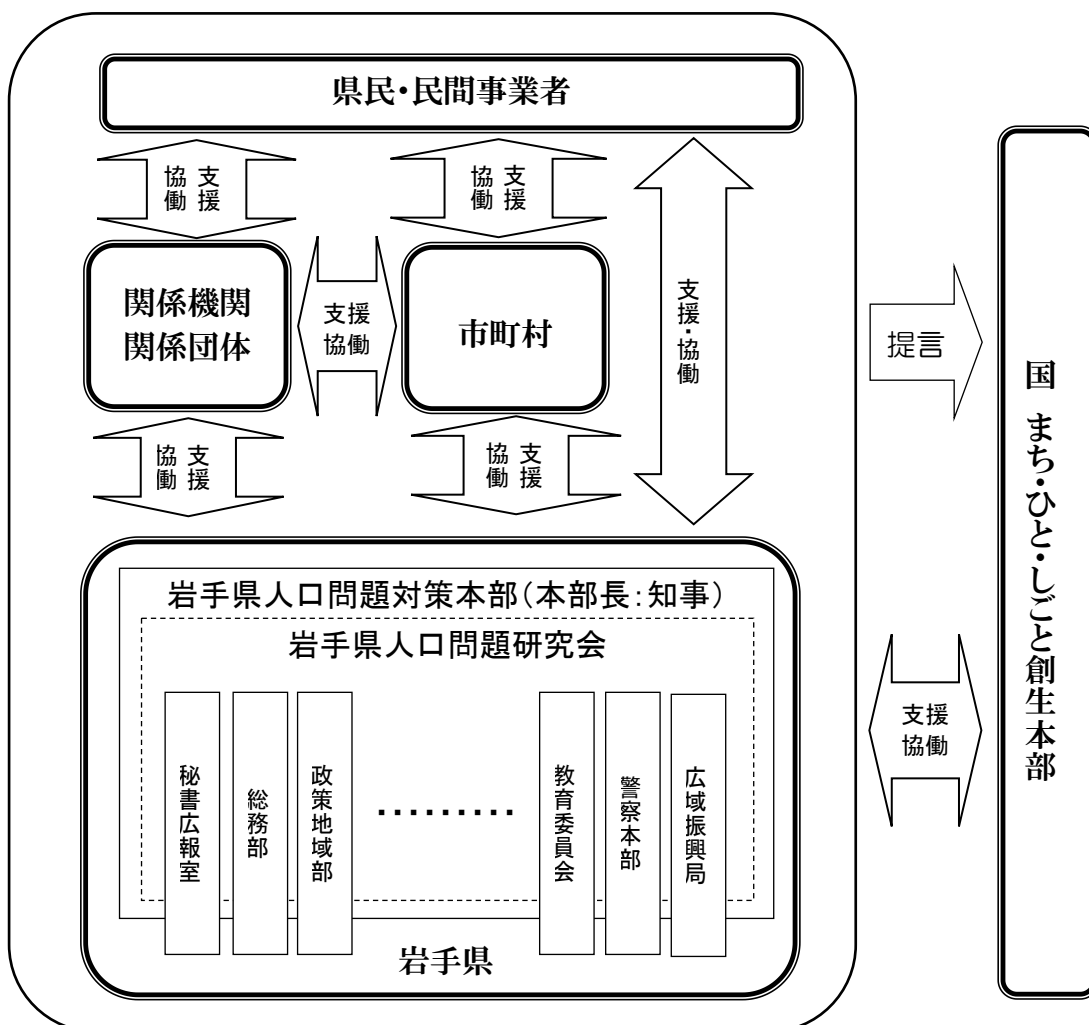 県民・民間事業者
支援
協働
支援
協働
支援・協働
関係機関
関係団体
支援
協働
市町村
提言
支援
協働
支援
協働
岩手県人口問題対策本部（本部長：知事）
岩手県人口問題研究会
秘書広報室
総務部
政策地域部
………
教育委員会
警察本部
広域振興局
岩手県
支援
協働
国 まち・ひと・しごと創生本部